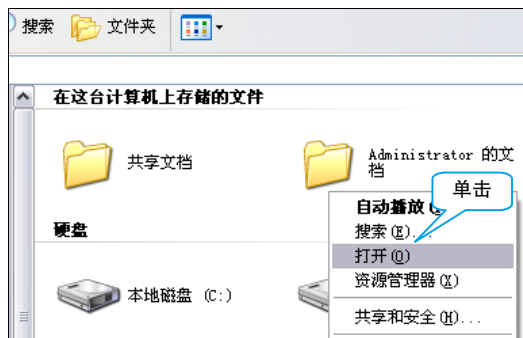 搜索 文件夹
在这台计算机上存储的文件
共享文档
Administrator 的文
档
单击
自动播放
硬盘
搜索(E)...
打开(O)
本地磁盘 (C:)
资源管理器(X)
共享和安全(H)...